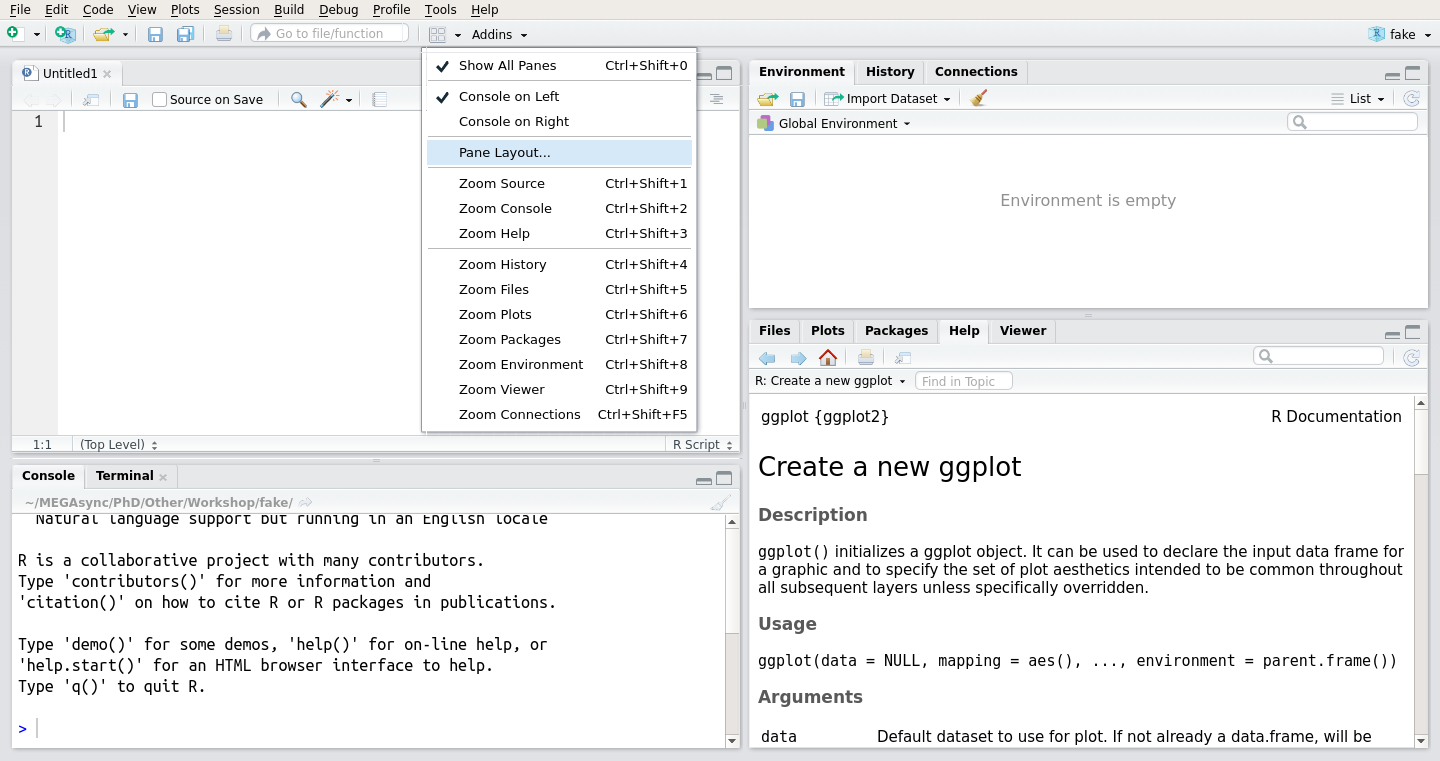 File Edit Code View Plots Session Build Debug Profile Tools Help
Go to file/function
Addins
fake
Untitled1
Source on Save
1
1:1 (Top Level) R Script
Show All Panes Ctrl+Shift+0
Console on Left
Console on Right
Pane Layout...
Zoom Source Ctrl+Shift+1
Zoom Console Ctrl+Shift+2
Zoom Help Ctrl+Shift+3
Zoom History Ctrl+Shift+4
Zoom Files Ctrl+Shift+5
Zoom Plots Ctrl+Shift+6
Zoom Packages Ctrl+Shift+7
Zoom Environment Ctrl+Shift+8
Zoom Viewer Ctrl+Shift+9
Zoom Connections Ctrl+Shift+F5
Console Terminal
~/MEGAsync/PhD/Other/Workshop/fake/
Natural language support but running in an English locale
R is a collaborative project with many contributors.
Type 'contributors()' for more information and
'citation()' on how to cite R or R packages in publications.
Type 'demo()' for some demos, 'help()' for on-line help, or
'help.start()' for an HTML browser interface to help.
Type 'q()' to quit R.
>
Environment History Connections
Import Dataset List
Global Environment
Environment is empty
Files Plots Packages Help Viewer
R: Create a new ggplot Find in Topic
ggplot {ggplot2} R Documentation
Create a new ggplot
Description
ggplot() initializes a ggplot object. It can be used to declare the input data frame for
a graphic and to specify the set of plot aesthetics intended to be common throughout
all subsequent layers unless specifically overridden.
Usage
ggplot(data = NULL, mapping = aes(), ..., environment = parent.frame())
Arguments
data Default dataset to use for plot. If not already a data.frame, will be